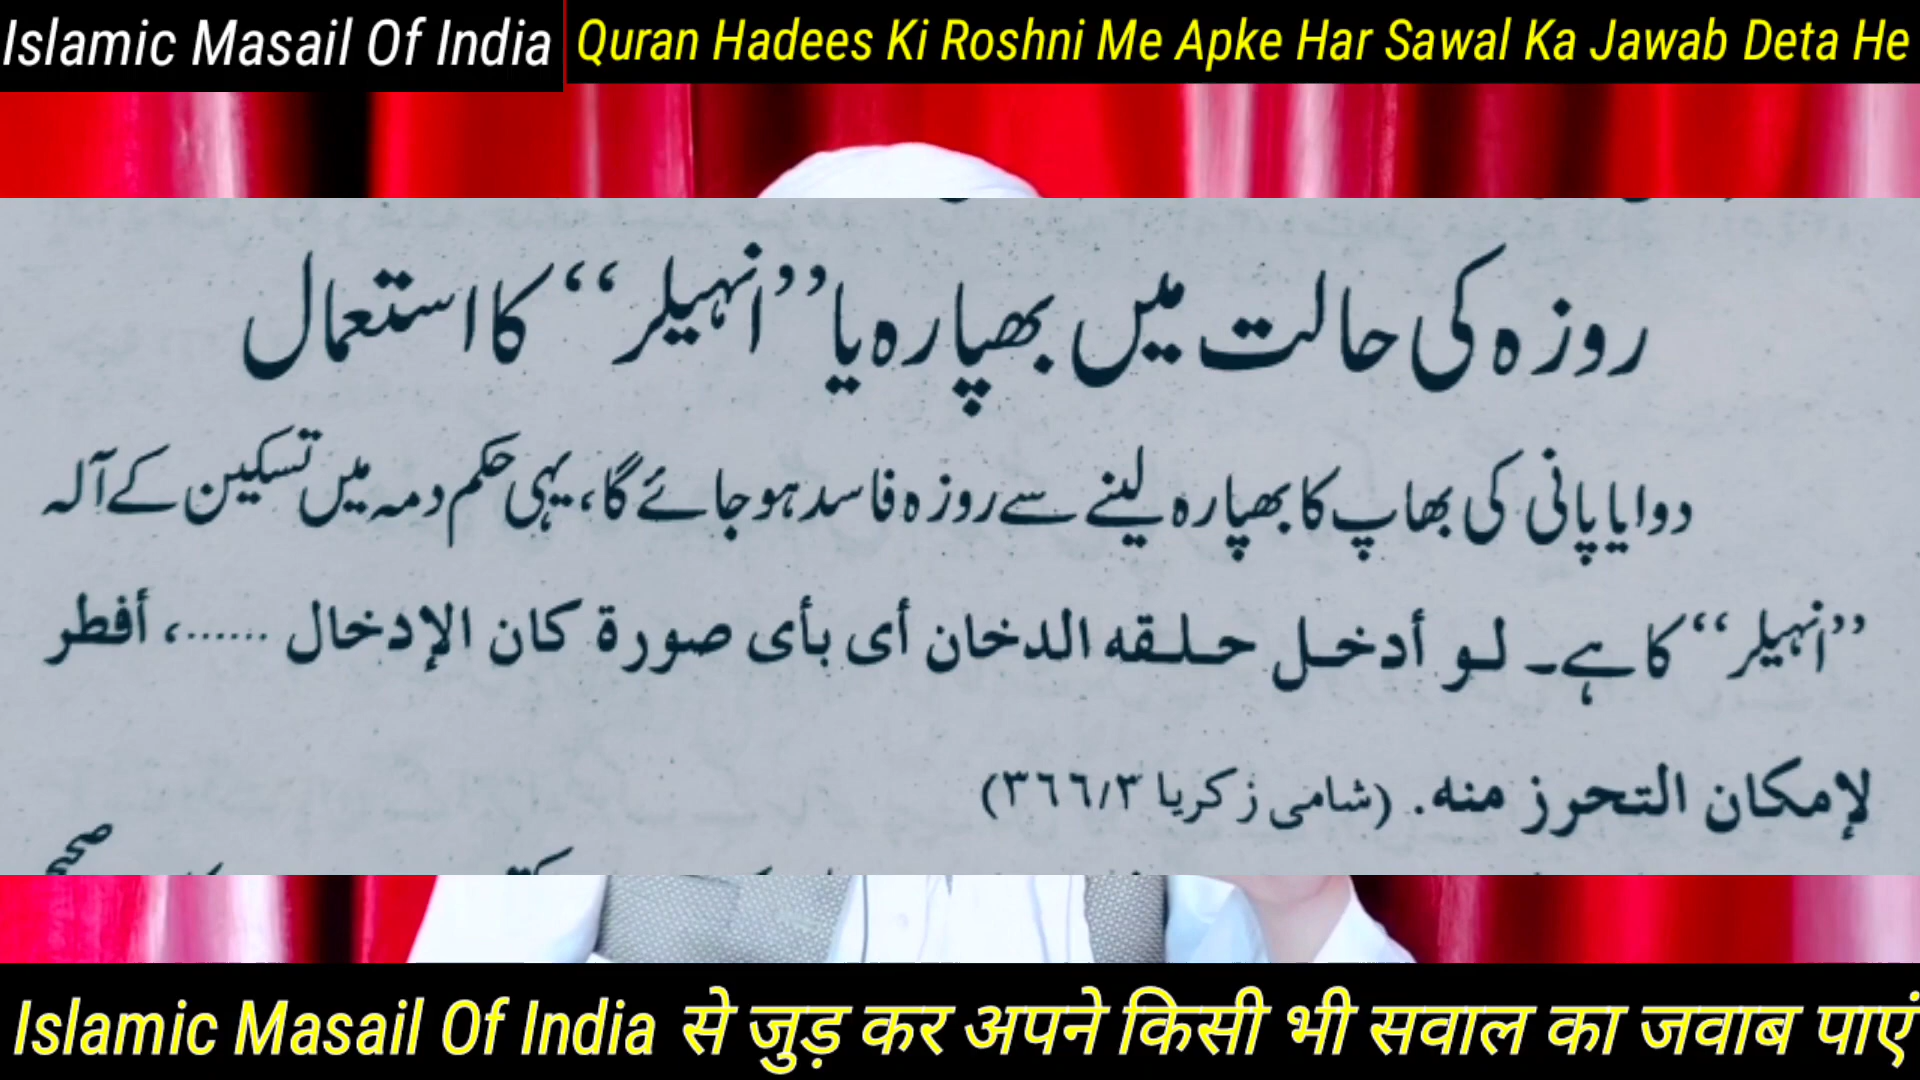 Islamic Masail Of India
Quran Hadees Ki Roshni Me Apke Har Sawal Ka Jawab Deta He
روزہ کی حالت میں بھپارہ یا ’’انہیلر‘‘ کا استعمال
دوا یا پانی کی بھاپ کا بھپارہ لینے سے روزہ فاسد ہو جائے گا، یہی حکم دمہ میں تسکین کے آلہ
’’انہیلر‘‘ کا ہے۔ لو أدخل حلقه الدخان أى بأى صورة كان الإدخال ......، أفطر
لإمكان التحرز منه. (شامی زکریا ۳/۳۶۶)
Islamic Masail Of India से जुड़ कर अपने किसी भी सवाल का जवाब पाएं